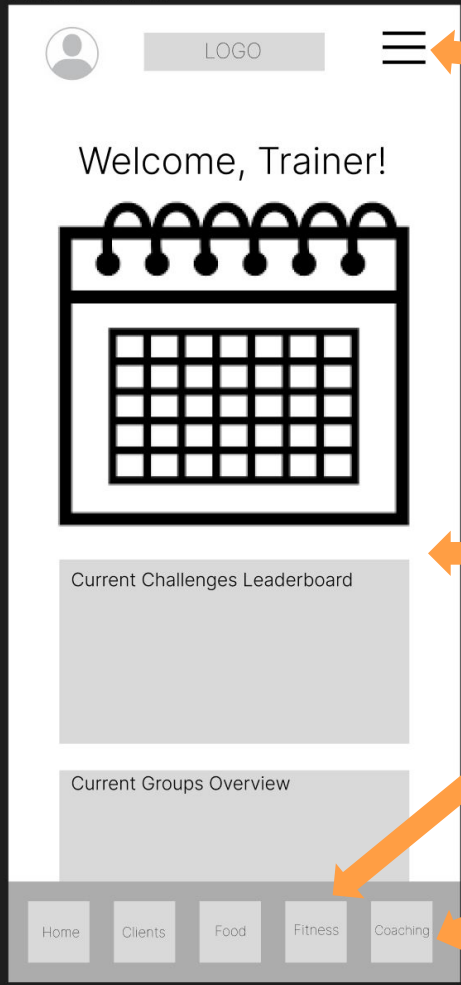 LOGO
Welcome, Trainer!
Current Challenges Leaderboard
Current Groups Overview
Home
Clients
Food
Fitness
Coaching